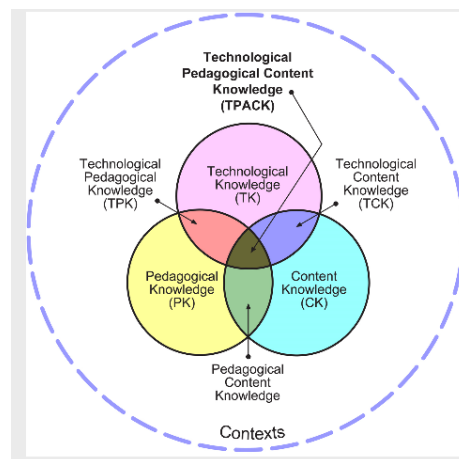 Technological
Pedagogical Content
Knowledge
(TPACK)
Technological
Pedagogical
Knowledge
(TPK)
Technological
Knowledge
(TK)
Technological
Content
Knowledge
(TCK)
Pedagogical
Knowledge
(PK)
Content
Knowledge
(CK)
Pedagogical
Content
Knowledge
Contexts